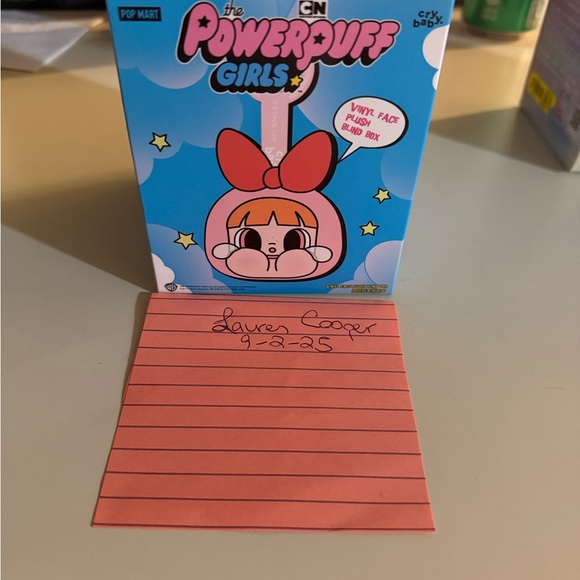 POP MART
the
CN
POWERPUFF
GIRLS
cry
baby
VINYL FACE
PLUSH
BLIND BOX
Lauren Cooper
9-2-25